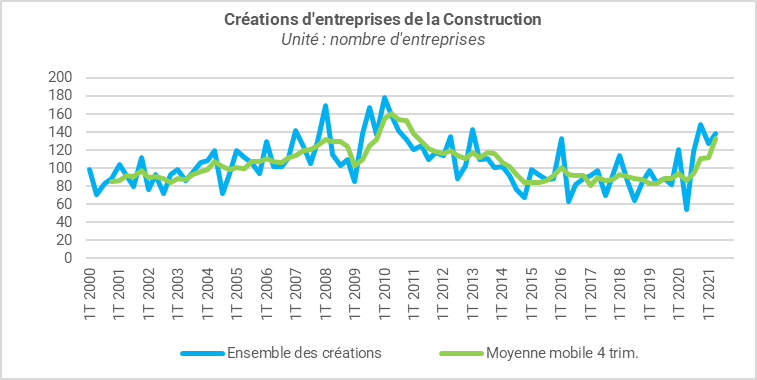 Créations d'entreprises de la Construction
Unité : nombre d'entreprises
200
180
160
140
120
100
80
60
40
20
0
1T 2000
1T 2001
1T 2002
1T 2003
1T 2004
1T 2005
1T 2006
1T 2007
1T 2008
1T 2009
1T 2010
1T 2011
1T 2012
1T 2013
1T 2014
1T 2015
1T 2016
1T 2017
1T 2018
1T 2019
1T 2020
1T 2021
Ensemble des créations
Moyenne mobile 4 trim.